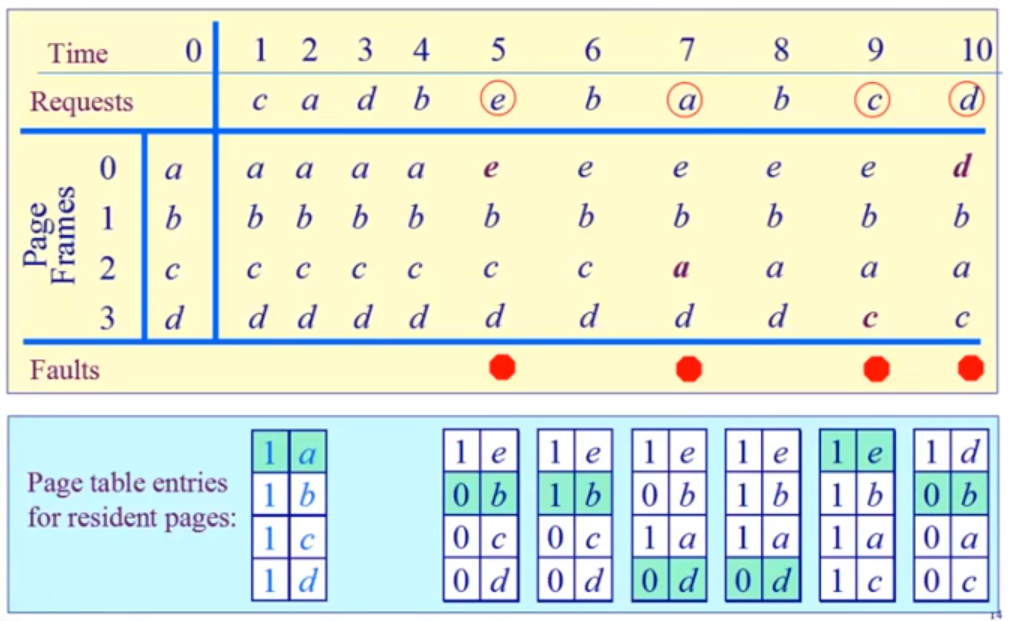 Time 0 1 2 3 4 5 6 7 8 9 10
Requests c a d b e b a b c d
Page Frames
0 a a a a a e e e e e d
1 b b b b b b b b b b b
2 c c c c c c c a a a a
3 d d d d d d d d d c c
Faults
Page table entries
for resident pages:
1 a 1 e 1 e 1 e 1 e 1 e 1 d
1 b 0 b 1 b 0 b 1 b 1 b 0 b
1 c 0 c 0 c 1 a 1 a 1 a 0 a
1 d 0 d 0 d 0 d 0 d 1 c 0 c
14